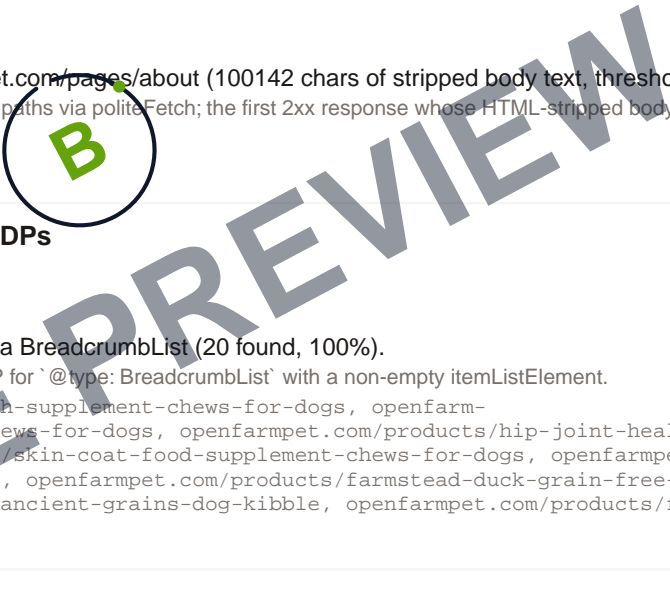 et.com/pages/about (100142 chars of stripped body text, thresho
paths via politeFetch; the first 2xx response whose HTML-stripped body
B
DPs
PREVIEW
a BreadcrumbList (20 found, 100%).
for `@type: BreadcrumbList` with a non-empty itemListElement.
h-supplement-chews-for-dogs, openfarm-
ews-for-dogs, openfarmpet.com/products/hip-joint-heal
/skin-coat-food-supplement-chews-for-dogs, openfarmpe
, openfarmpet.com/products/farmstead-duck-grain-free-
ancient-grains-dog-kibble, openfarmpet.com/products/f